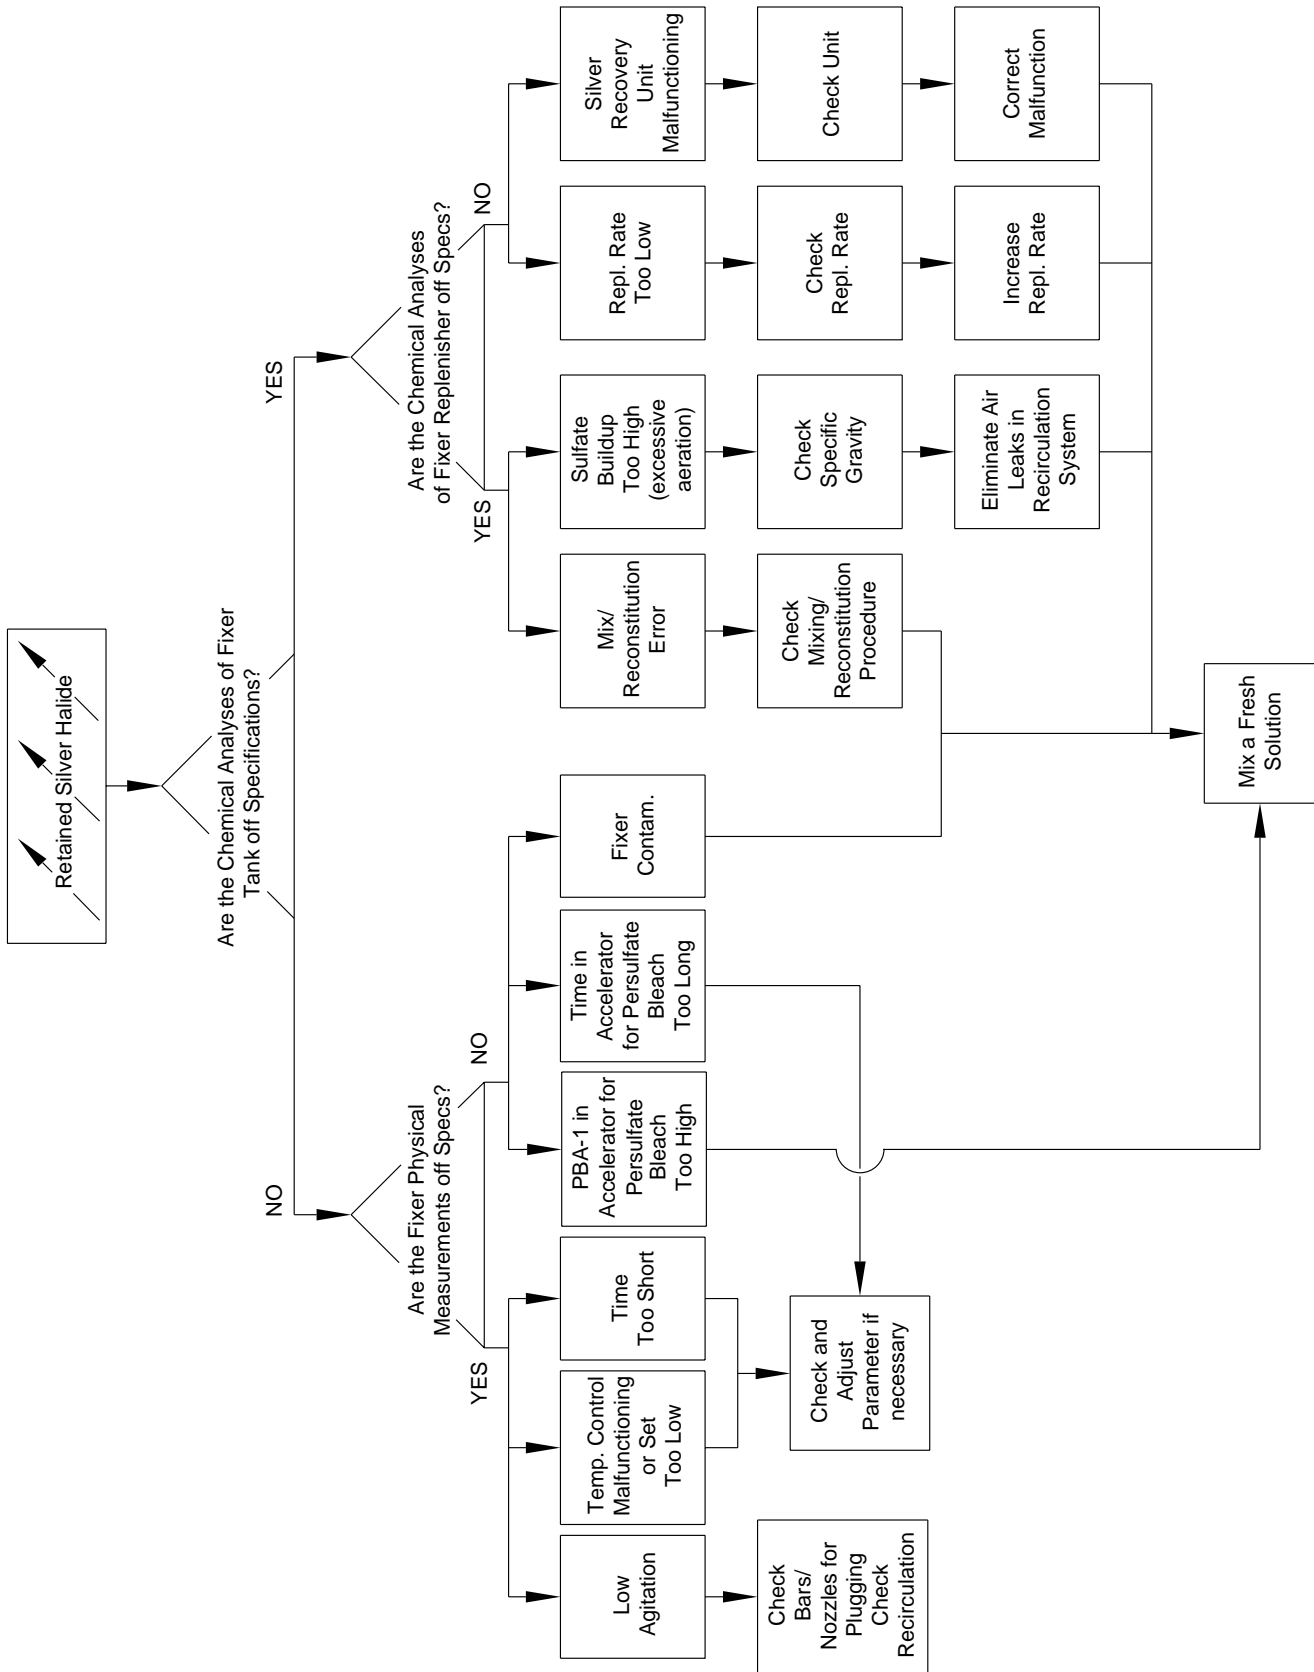 Retained Silver Halide
Are the Chemical Analyses of Fixer
Tank off Specifications?
NO
YES
Are the Fixer Physical
Measurements off Specs?
Are the Chemical Analyses
of Fixer Replenisher off Specs?
YES
NO
YES
NO
Low
Agitation
Temp. Control
Malfunctioning
or Set
Too Low
Time
Too Short
PBA-1 in
Accelerator for
Persulfate
Bleach
Too High
Time in
Accelerator
for Persulfate
Bleach
Too Long
Fixer
Contam.
Mix/
Reconstitution
Error
Sulfate
Buildup
Too High
(excessive
aeration)
Repl. Rate
Too Low
Silver
Recovery
Unit
Malfunctioning
Check
Bars/
Nozzles for
Plugging
Check
Recirculation
Check and
Adjust
Parameter if
necessary
Check
Mixing/
Reconstitution
Procedure
Check
Specific
Gravity
Check
Repl. Rate
Check Unit
Eliminate Air
Leaks in
Recirculation
System
Increase
Repl. Rate
Correct
Malfunction
Mix a Fresh
Solution